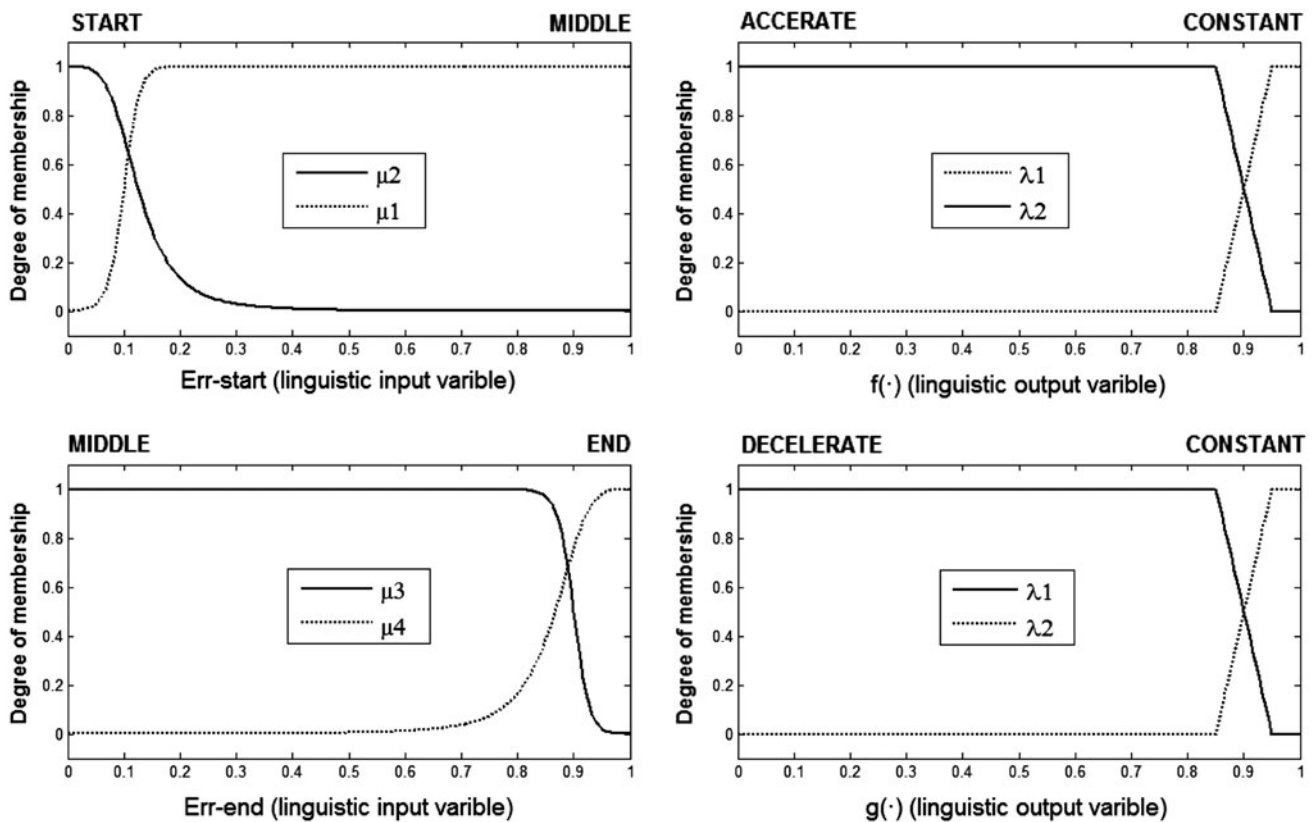 START MIDDLE
Degree of membership
1
0.8
0.6
0.4
0.2
0
μ2
μ1
0 0.1 0.2 0.3 0.4 0.5 0.6 0.7 0.8 0.9 1
Err-start (linguistic input varible)
ACCERATE CONSTANT
Degree of membership
1
0.8
0.6
0.4
0.2
0
λ1
λ2
0 0.1 0.2 0.3 0.4 0.5 0.6 0.7 0.8 0.9 1
f(·) (linguistic output varible)
MIDDLE END
Degree of membership
1
0.8
0.6
0.4
0.2
0
μ3
μ4
0 0.1 0.2 0.3 0.4 0.5 0.6 0.7 0.8 0.9 1
Err-end (linguistic input varible)
DECELERATE CONSTANT
Degree of membership
1
0.8
0.6
0.4
0.2
0
λ1
λ2
0 0.1 0.2 0.3 0.4 0.5 0.6 0.7 0.8 0.9 1
g(·) (linguistic output varible)